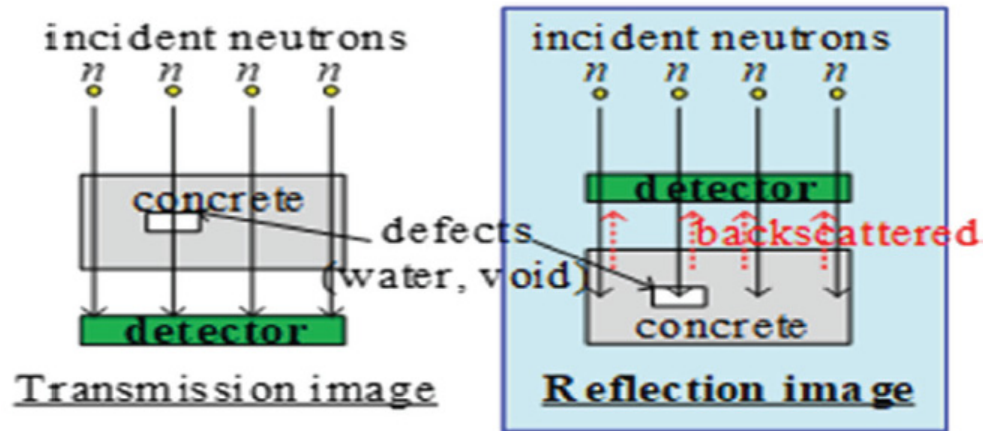 incident neutrons
n n n n
concrete
detector
Transmission image
defects
(water, void)
incident neutrons
n n n n
detector
backscattered
concrete
Reflection image